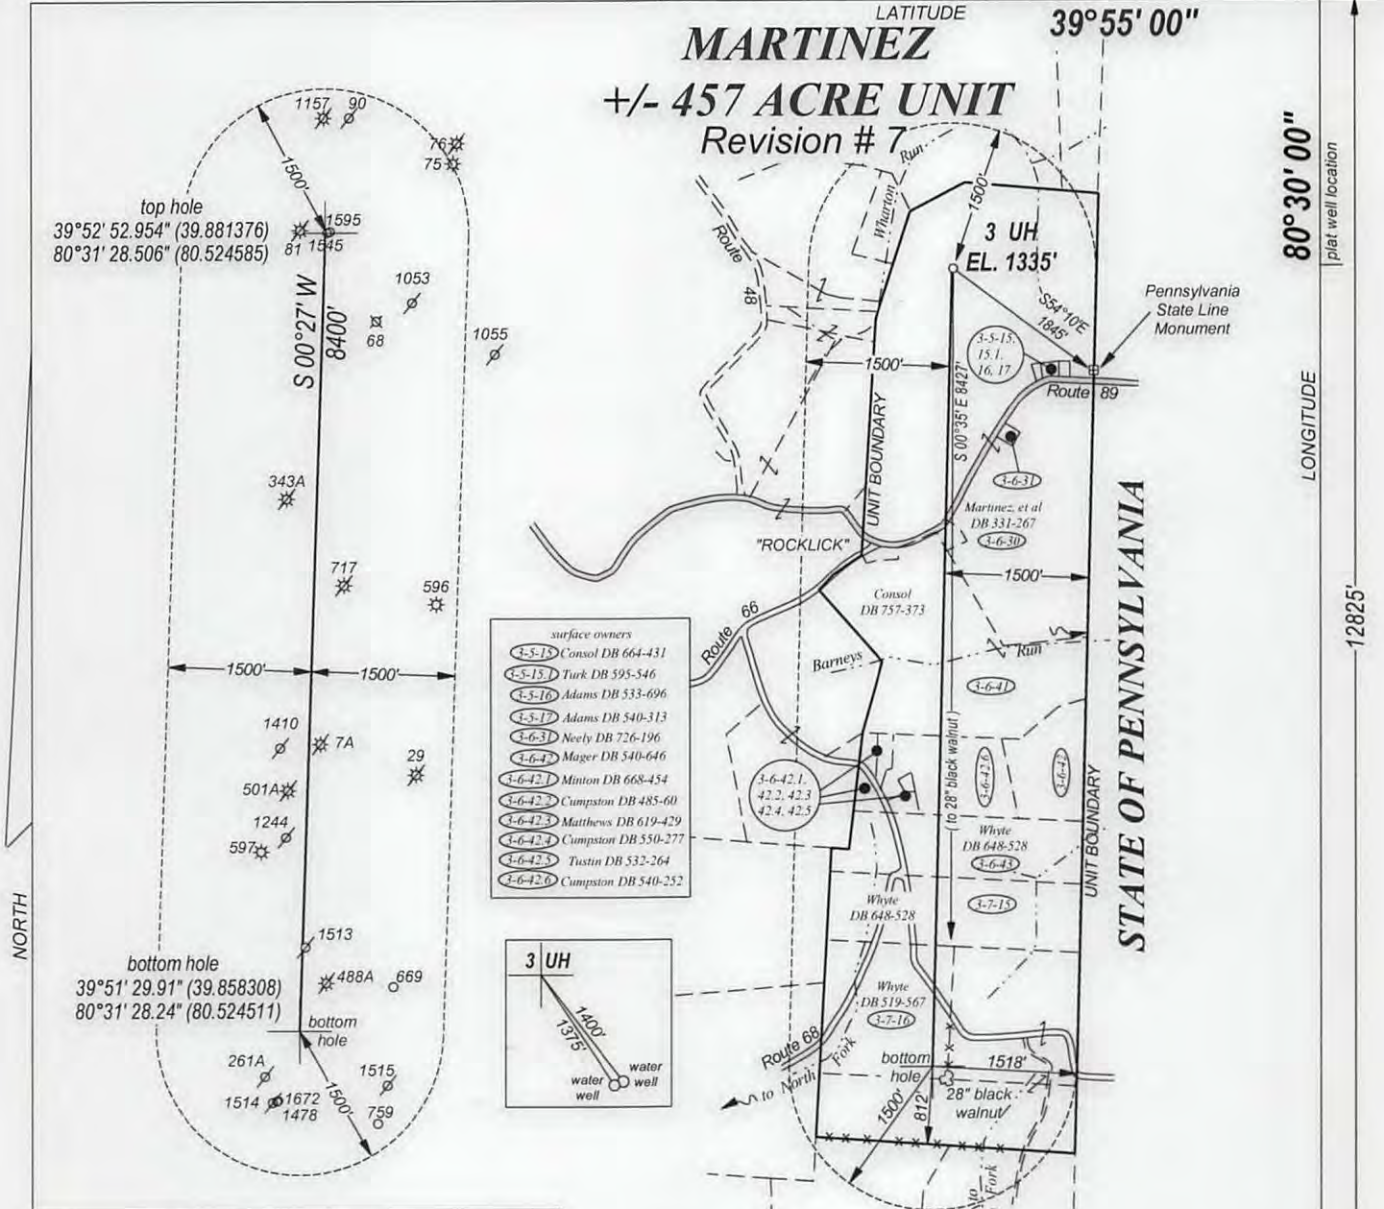 LATITUDE
39°55' 00"
MARTINEZ
+/- 457 ACRE UNIT
Revision # 7
80°30' 00"
plat well location
LONGITUDE
12825'
NORTH
1157
90
76
75
1500'
top hole
39°52' 52.954" (39.881376)
80°31' 28.506" (80.524585)
1595
81
1545
1053
68
1055
S 00°27' W
8400'
343A
717
596
1500'
1500'
1410
7A
29
501A
1244
597
1513
bottom hole
39°51' 29.91" (39.858308)
80°31' 28.24" (80.524511)
488A
669
bottom
hole
261A
1515
1514
1672
1478
759
1500'
surface owners
3-5-15 Consol DB 664-431
3-5-15.1 Turk DB 595-546
3-5-16 Adams DB 533-696
3-5-17 Adams DB 540-313
3-6-31 Neely DB 726-196
3-6-42 Mager DB 540-646
3-6-42.1 Minton DB 668-454
3-6-42.2 Cumpston DB 485-60
3-6-42.3 Matthews DB 619-429
3-6-42.4 Cumpston DB 550-277
3-6-42.5 Tustin DB 532-264
3-6-42.6 Cumpston DB 540-252
3 UH
1400'
1375'
water
well
water
well
Wharton
Run
1500'
3 UH
EL. 1335'
Route
48
S54°10'E
1845'
Pennsylvania
State Line
Monument
3-5-15,
15.1,
16, 17
1500'
Route 89
S 00°35' E 8427'
UNIT BOUNDARY
3-6-31
Martinez, et al
DB 331-267
3-6-30
"ROCKLICK"
1500'
Consol
DB 757-373
Route 66
Barneys
Run
3-6-41
STATE OF PENNSYLVANIA
( to 28" black walnut )
3-6-42.6
3-6-42
3-6-42.1,
42.2, 42.3
42.4, 42.5
UNIT BOUNDARY
Whyte
DB 648-528
3-6-43
3-7-15
Whyte
DB 648-528
Whyte
DB 519-567
3-7-16
Route 68
Fork
to North
bottom
hole
1518'
28" black
walnut
1500'
812'
to
Fork